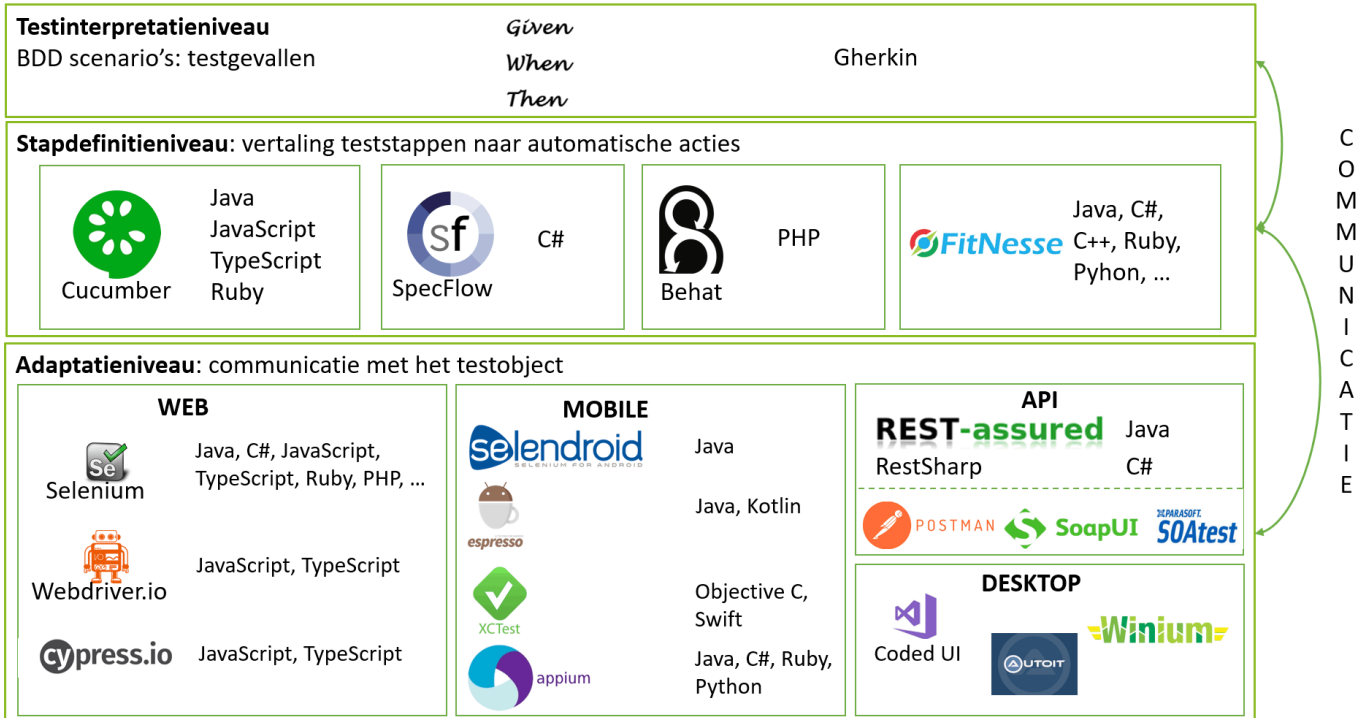 Testinterpretatieniveau
BDD scenario's: testgevallen
Given
When
Then
Gherkin
Stapdefinitieniveau: vertaling teststappen naar automatische acties
Cucumber
Java
JavaScript
TypeScript
Ruby
sf
SpecFlow
C#
Behat
PHP
FitNesse
Java, C#,
C++, Ruby,
Pyhon, ...
Adaptatieniveau: communicatie met het testobject
WEB
Se
Selenium
Java, C#, JavaScript,
TypeScript, Ruby, PHP, ...
Webdriver.io
JavaScript, TypeScript
cypress.io
JavaScript, TypeScript
MOBILE
selendroid
SELENIUM FOR ANDROID
Java
espresso
Java, Kotlin
XCTest
Objective C,
Swift
appium
Java, C#, Ruby,
Python
API
REST-assured
Java
RestSharp
C#
POSTMAN
SoapUI
PARASOFT.
SOAtest
DESKTOP
Coded UI
AUTOIT
Winium
COMMUNICATIE